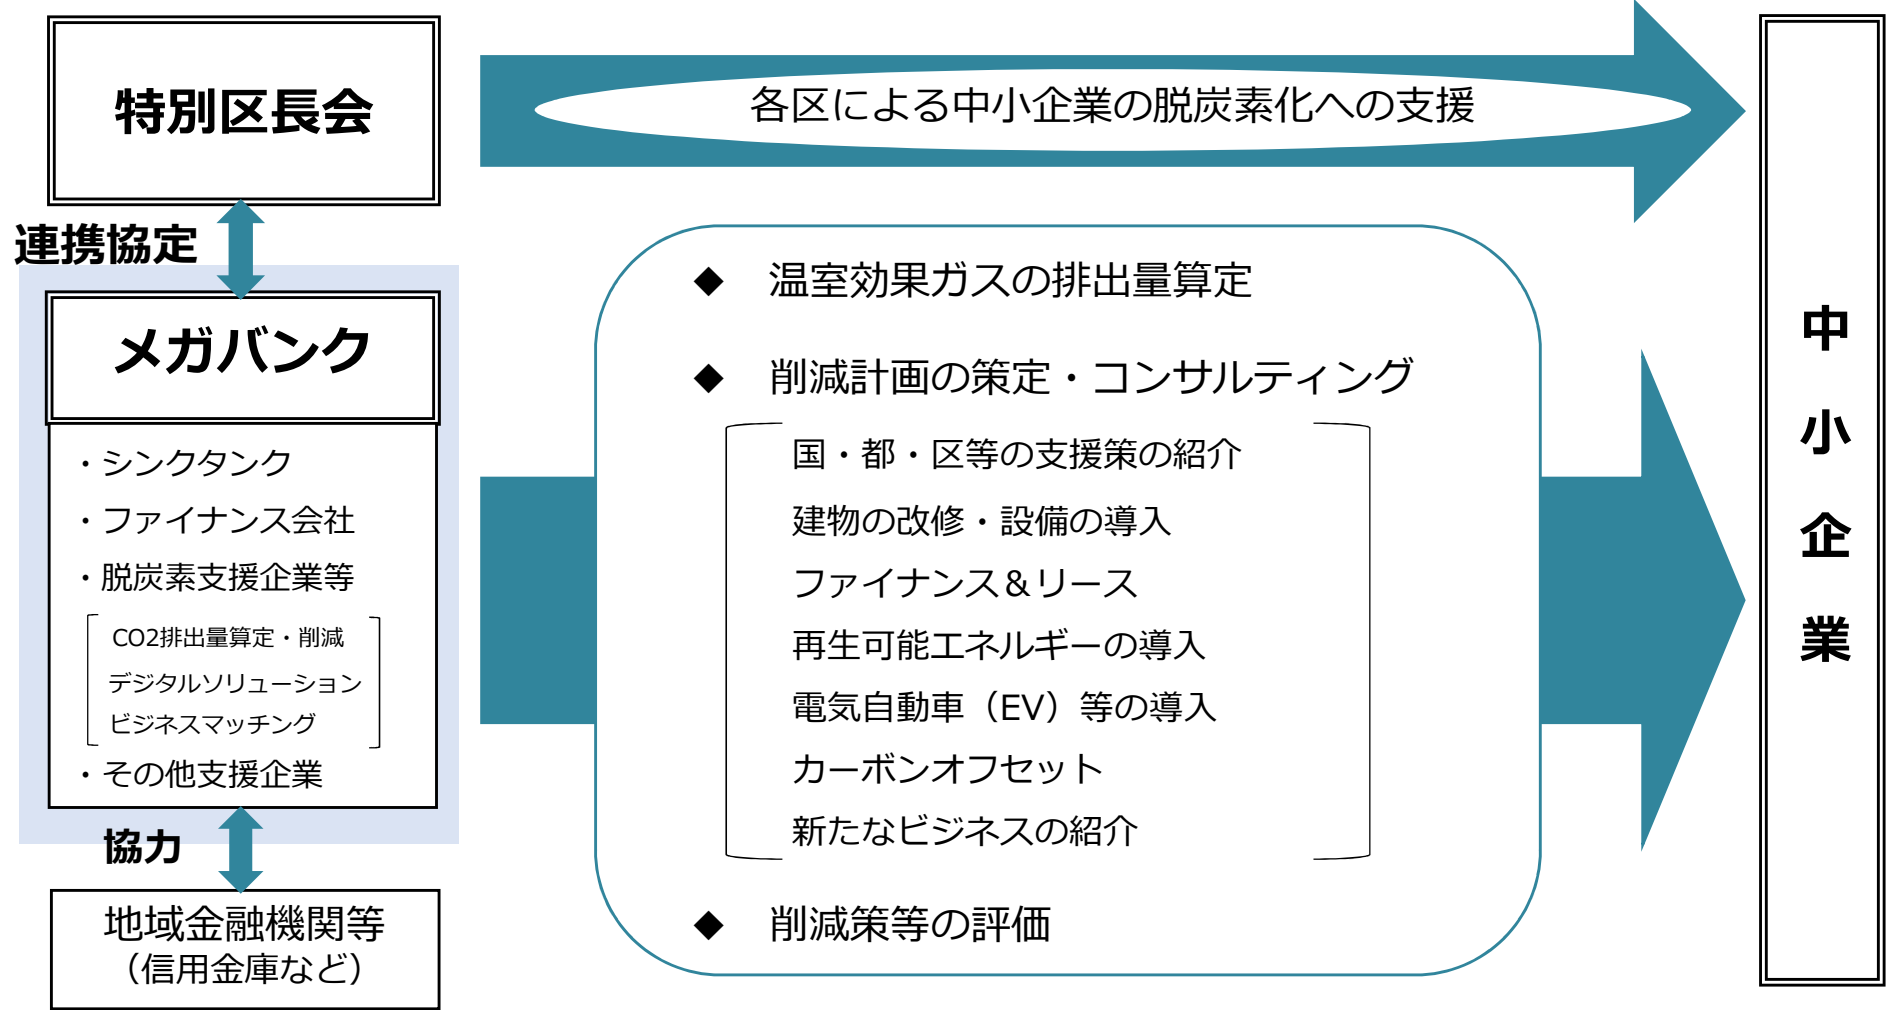 特別区長会
連携協定
メガバンク
・シンクタンク
・ファイナンス会社
・脱炭素支援企業等
CO2排出量算定・削減
デジタルソリューション
ビジネスマッチング
・その他支援企業
協力
地域金融機関等
（信用金庫など）
各区による中小企業の脱炭素化への支援
◆ 温室効果ガスの排出量算定
◆ 削減計画の策定・コンサルティング
国・都・区等の支援策の紹介
建物の改修・設備の導入
ファイナンス＆リース
再生可能エネルギーの導入
電気自動車（EV）等の導入
カーボンオフセット
新たなビジネスの紹介
◆ 削減策等の評価
中小企業